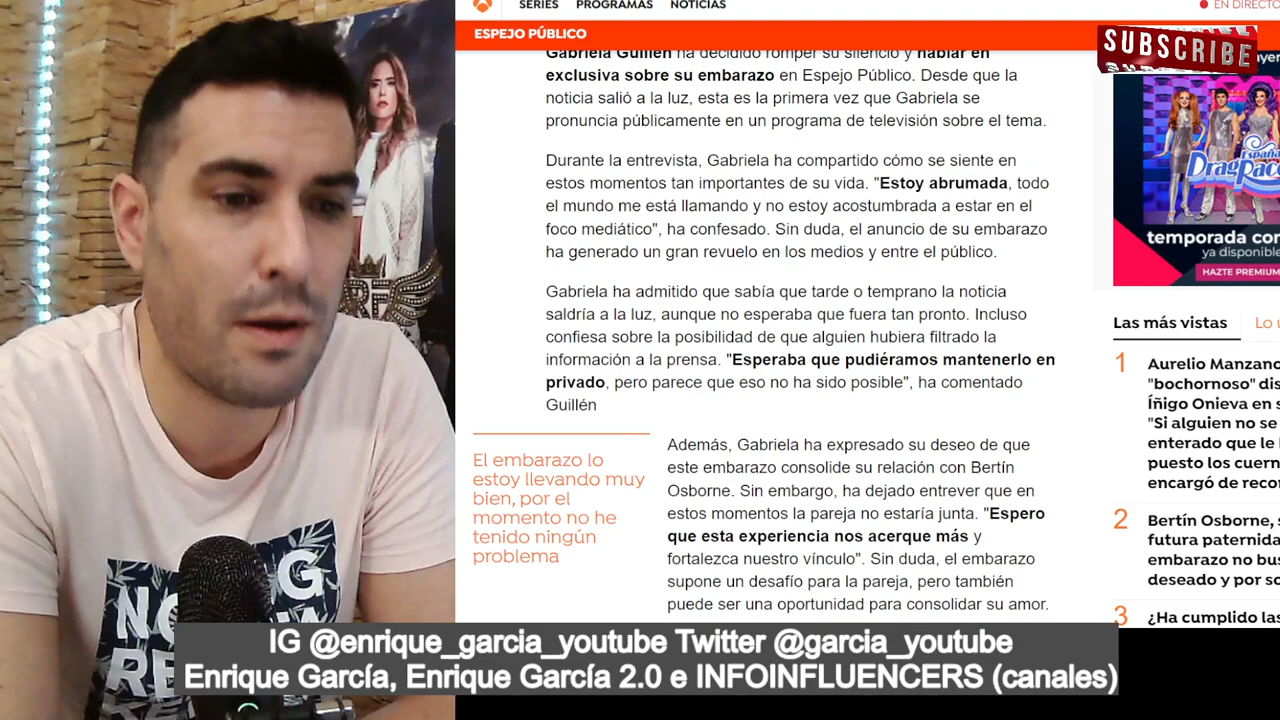 SERIES PROGRAMAS NOTICIAS
EN DIRECTO
ESPEJO PÚBLICO
SUBSCRIBE
Gabriela Guillén ha decidido romper su silencio y hablar en
exclusiva sobre su embarazo en Espejo Público. Desde que la
noticia salió a la luz, esta es la primera vez que Gabriela se
pronuncia públicamente en un programa de televisión sobre el tema.
Durante la entrevista, Gabriela ha compartido cómo se siente en
estos momentos tan importantes de su vida. "Estoy abrumada, todo
el mundo me está llamando y no estoy acostumbrada a estar en el
foco mediático", ha confesado. Sin duda, el anuncio de su embarazo
ha generado un gran revuelo en los medios y entre el público.
Gabriela ha admitido que sabía que tarde o temprano la noticia
saldría a la luz, aunque no esperaba que fuera tan pronto. Incluso
confiesa sobre la posibilidad de que alguien hubiera filtrado la
información a la prensa. "Esperaba que pudiéramos mantenerlo en
privado, pero parece que eso no ha sido posible", ha comentado
Guillén
El embarazo lo
estoy llevando muy
bien, por el
momento no he
tenido ningún
problema
Además, Gabriela ha expresado su deseo de que
este embarazo consolide su relación con Bertín
Osborne. Sin embargo, ha dejado entrever que en
estos momentos la pareja no estaría junta. "Espero
que esta experiencia nos acerque más y
fortalezca nuestro vínculo". Sin duda, el embarazo
supone un desafío para la pareja, pero también
puede ser una oportunidad para consolidar su amor.
España
Drag Race
temporada con
ya disponible
HAZTE PREMIUM
Las más vistas
Lo
1
Aurelio Manzano
"bochornoso" dis
Íñigo Onieva en s
"Si alguien no se
enterado que le
puesto los cuern
encargó de reco
2
Bertín Osborne, s
futura paternida
embarazo no bus
deseado y por so
3
¿Ha cumplido las
IG @enrique_garcia_youtube Twitter @garcia_youtube
Enrique García, Enrique García 2.0 e INFOINFLUENCERS (canales)